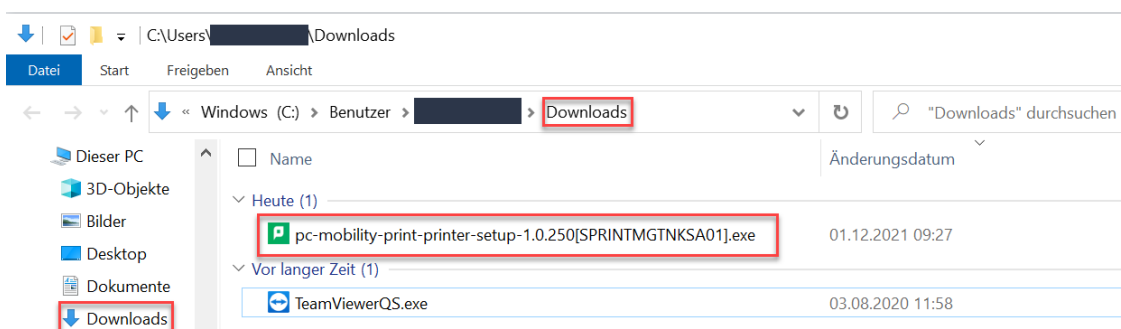 C:\Users\ \Downloads
Datei Start Freigeben Ansicht
« Windows (C:) > Benutzer > > Downloads "Downloads" durchsuchen
Dieser PC Name Änderungsdatum
3D-Objekte Heute (1)
Bilder pc-mobility-print-printer-setup-1.0.250[SPRINTMGTNKSA01].exe 01.12.2021 09:27
Desktop Vor langer Zeit (1)
Dokumente TeamViewerQS.exe 03.08.2020 11:58
Downloads